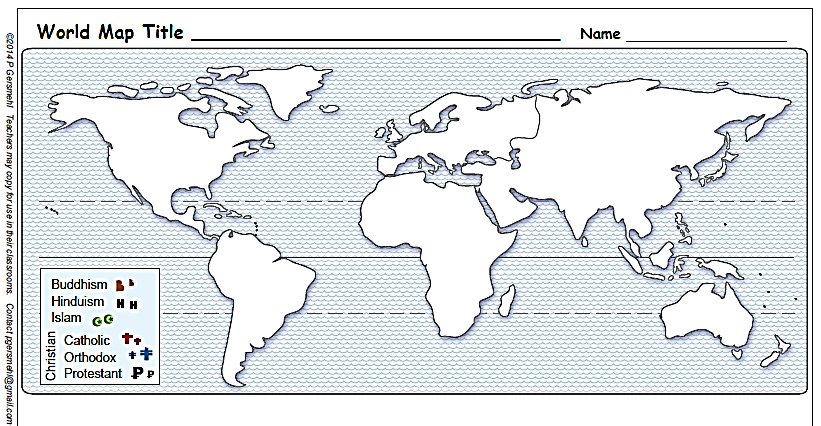 World Map Title
Name
©2014 P Gersmehl Teachers may copy for use in their classrooms. Contact pgersmehl@gmail.com
Buddhism B b
Hinduism H H
Islam
Christian
Catholic
Orthodox
Protestant P P